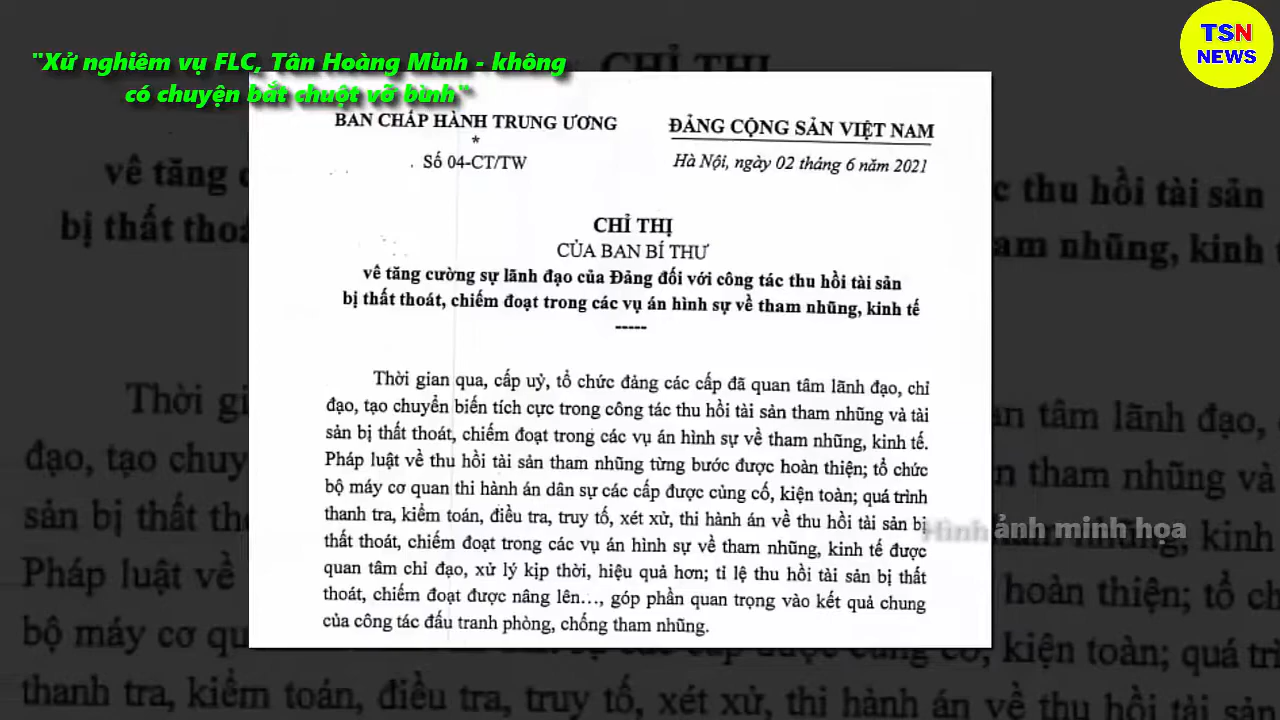 "Xử nghiêm vụ FLC, Tân Hoàng Minh - không
có chuyện bắt chuột vỡ bình"
TSN
NEWS
BAN CHẤP HÀNH TRUNG ƯƠNG
*
Số 04-CT/TW
ĐẢNG CỘNG SẢN VIỆT NAM
Hà Nội, ngày 02 tháng 6 năm 2021
CHỈ THỊ
CỦA BAN BÍ THƯ
về tăng cường sự lãnh đạo của Đảng đối với công tác thu hồi tài sản
bị thất thoát, chiếm đoạt trong các vụ án hình sự về tham nhũng, kinh tế
-----
Thời gian qua, cấp uỷ, tổ chức đảng các cấp đã quan tâm lãnh đạo, chỉ
đạo, tạo chuyển biến tích cực trong công tác thu hồi tài sản tham nhũng và tài
sản bị thất thoát, chiếm đoạt trong các vụ án hình sự về tham nhũng, kinh tế.
Pháp luật về thu hồi tài sản tham nhũng từng bước được hoàn thiện; tổ chức
bộ máy cơ quan thi hành án dân sự các cấp được củng cố, kiện toàn; quá trình
thanh tra, kiểm toán, điều tra, truy tố, xét xử, thi hành án về thu hồi tài sản bị
thất thoát, chiếm đoạt trong các vụ án hình sự về tham nhũng, kinh tế được
quan tâm chỉ đạo, xử lý kịp thời, hiệu quả hơn; tỉ lệ thu hồi tài sản bị thất
thoát, chiếm đoạt được nâng lên…, góp phần quan trọng vào kết quả chung
của công tác đấu tranh phòng, chống tham nhũng.
Hình ảnh minh họa